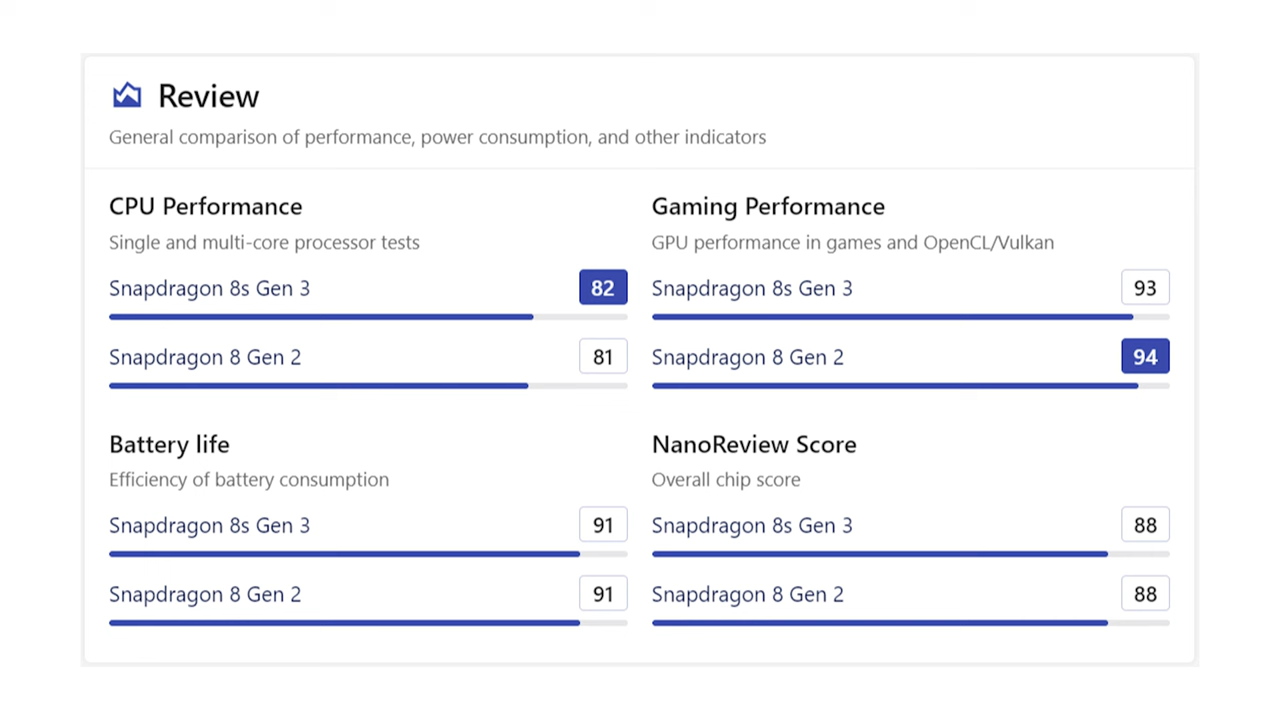 Review
General comparison of performance, power consumption, and other indicators
CPU Performance
Single and multi-core processor tests
Snapdragon 8s Gen 3 82
Snapdragon 8 Gen 2 81
Gaming Performance
GPU performance in games and OpenCL/Vulkan
Snapdragon 8s Gen 3 93
Snapdragon 8 Gen 2 94
Battery life
Efficiency of battery consumption
Snapdragon 8s Gen 3 91
Snapdragon 8 Gen 2 91
NanoReview Score
Overall chip score
Snapdragon 8s Gen 3 88
Snapdragon 8 Gen 2 88